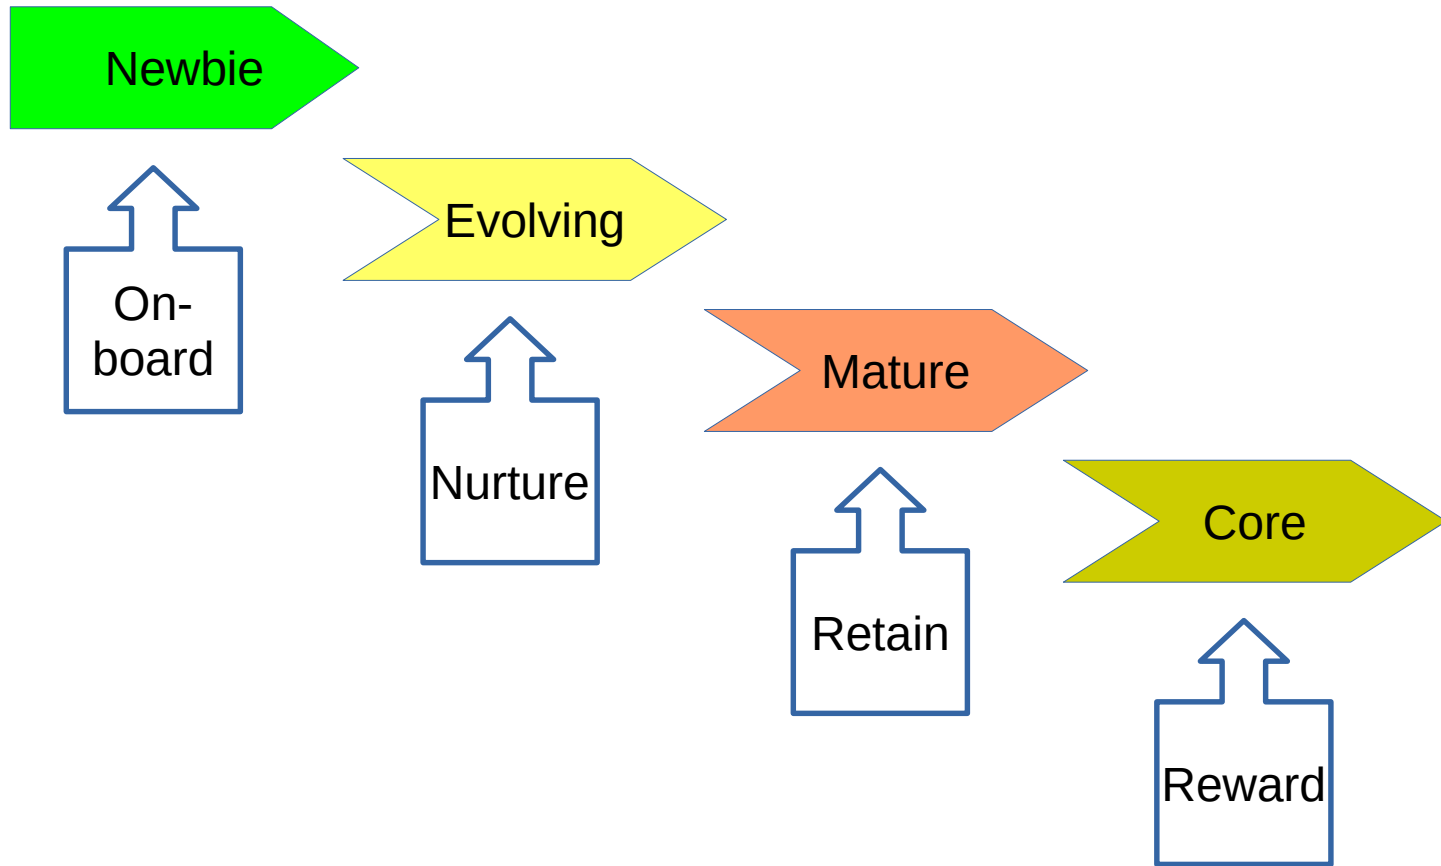 Newbie
Evolving
On-
board
Mature
Nurture
Core
Retain
Reward